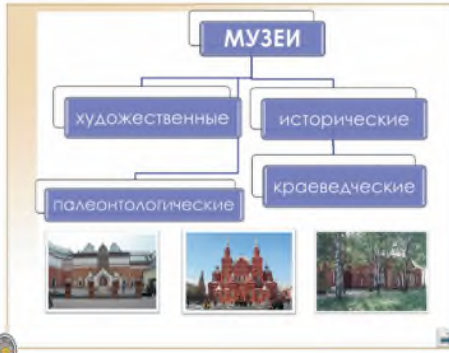 МУЗЕИ
художественные
исторические
палеонтологические
краеведческие